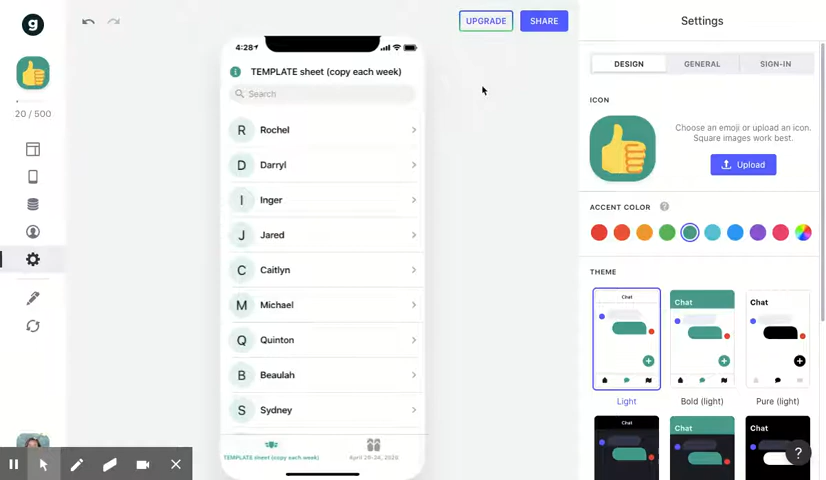 g
UPGRADE
SHARE
Settings
4:28
TEMPLATE sheet (copy each week)
Search
20 / 500
R Rochel
D Darryl
I Inger
J Jared
C Caitlyn
M Michael
Q Quinton
B Beaulah
S Sydney
TEMPLATE sheet (copy each week)
April 20-24, 2020
DESIGN
GENERAL
SIGN-IN
ICON
Choose an emoji or upload an icon.
Square images work best.
Upload
ACCENT COLOR ?
THEME
Chat
Chat
Chat
Light
Bold (light)
Pure (light)
Chat
Chat
Chat
?